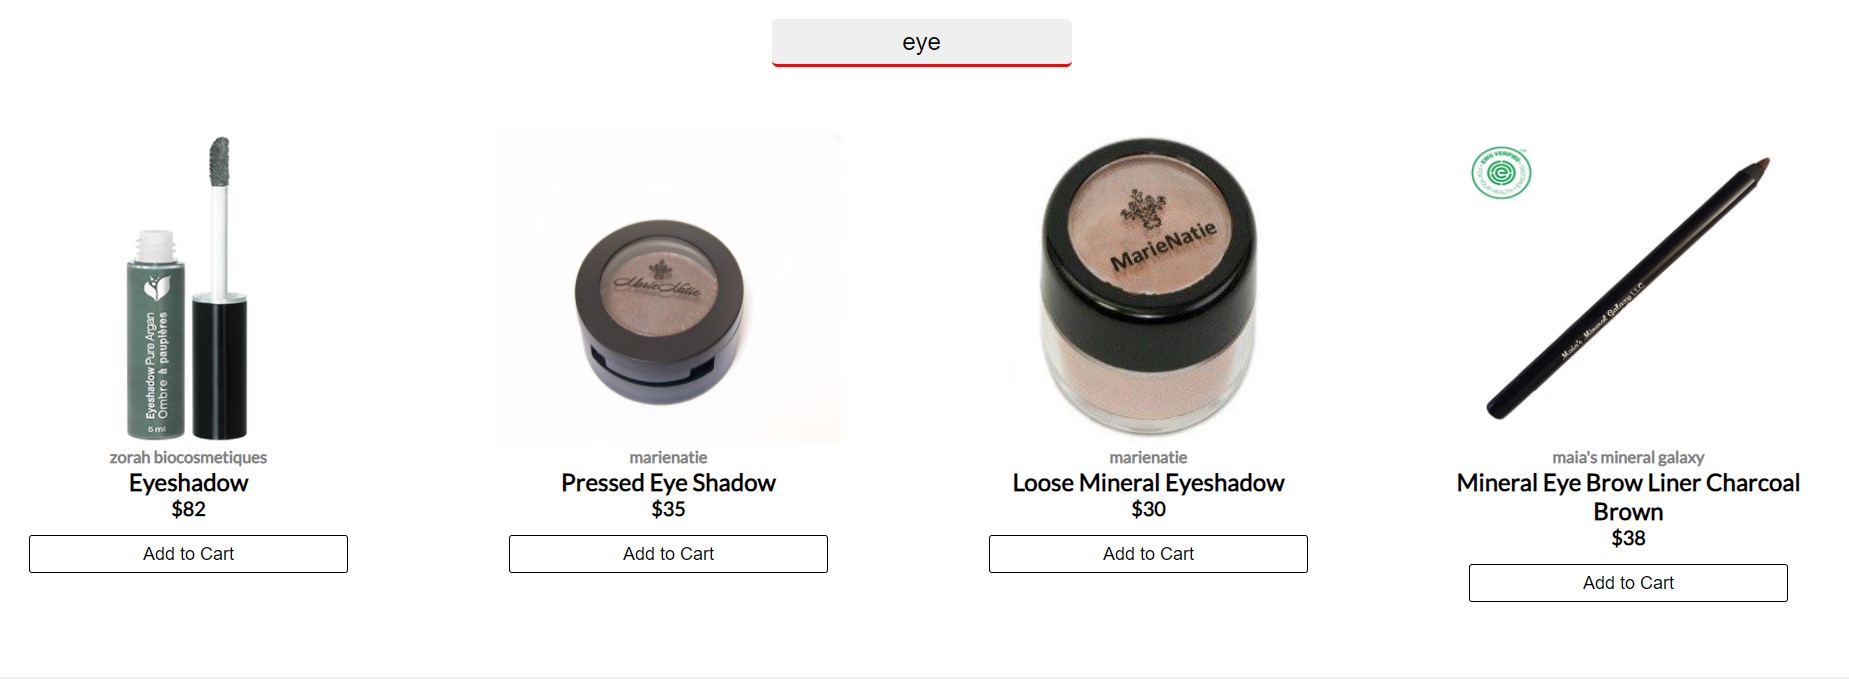 eye
Eyeshadow Pure Argan
Ombre à paupières
5 ml
MarieNatie
MarieNatie
EWG VERIFIED
Maia's Mineral Galaxy LLC
zorah biocosmetiques
Eyeshadow
$82
Add to Cart
marienatie
Pressed Eye Shadow
$35
Add to Cart
marienatie
Loose Mineral Eyeshadow
$30
Add to Cart
maia's mineral galaxy
Mineral Eye Brow Liner Charcoal
Brown
$38
Add to Cart